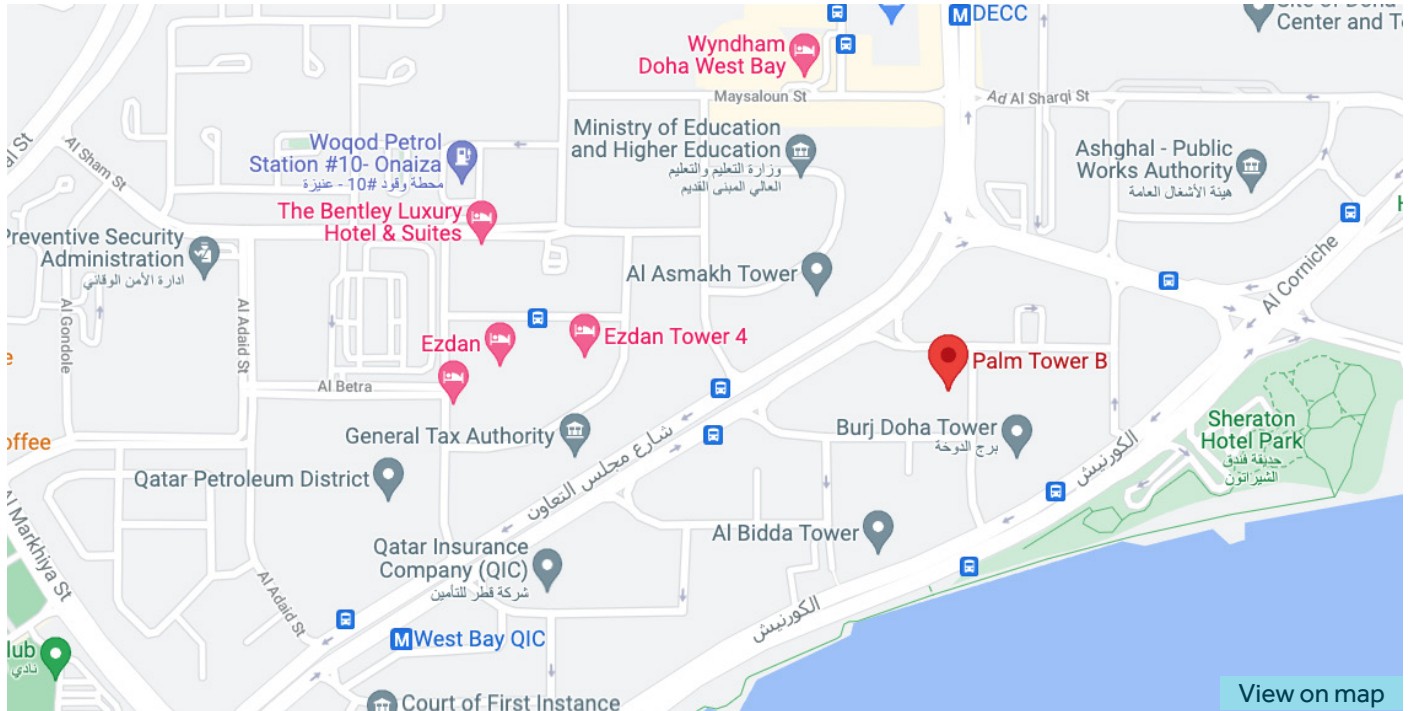 DECC
Center and To
Wyndham
Doha West Bay
Maysaloun St
Ad Al Sharqi St
Al Sham St
al St
Woqod Petrol
Station #10- Onaiza
محطة وقود #10 - عنيزة
Ministry of Education
and Higher Education
وزارة التعليم والتعليم
العالي المبنى القديم
Ashghal - Public
Works Authority
هيئة الأشغال العامة
The Bentley Luxury
Hotel & Suites
Preventive Security
Administration
ادارة الأمن الوقائي
Al Asmakh Tower
Al Corniche
Al Gondole
Al Adaid St
Ezdan
Ezdan Tower 4
Palm Tower B
Al Betra
offee
General Tax Authority
شارع مجلس التعاون
Burj Doha Tower
برج الدوحة
Sheraton
Hotel Park
حديقة فندق
الشيراتون
الكورنيش
Qatar Petroleum District
Al Markhiya St
Al Bidda Tower
Qatar Insurance
Company (QIC)
شركة قطر للتأمين
Al Adaid St
الكورنيش
West Bay QIC
lub
نادي
Court of First Instance
View on map